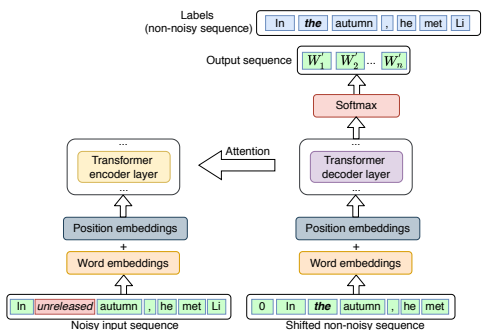 Labels
(non-noisy sequence)
In the autumn , he met Li
Output sequence
W'1 W'2 ... W'n
Softmax
Attention
...
Transformer
encoder layer
...
Position embeddings
+
Word embeddings
In unreleased autumn , he met Li
Noisy input sequence
...
Transformer
decoder layer
...
Position embeddings
+
Word embeddings
0 In the autumn , he met
Shifted non-noisy sequence